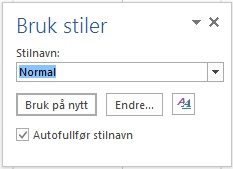 Bruk stiler
Stilnavn:
Normal
Bruk på nytt Endre...
Autofullfør stilnavn